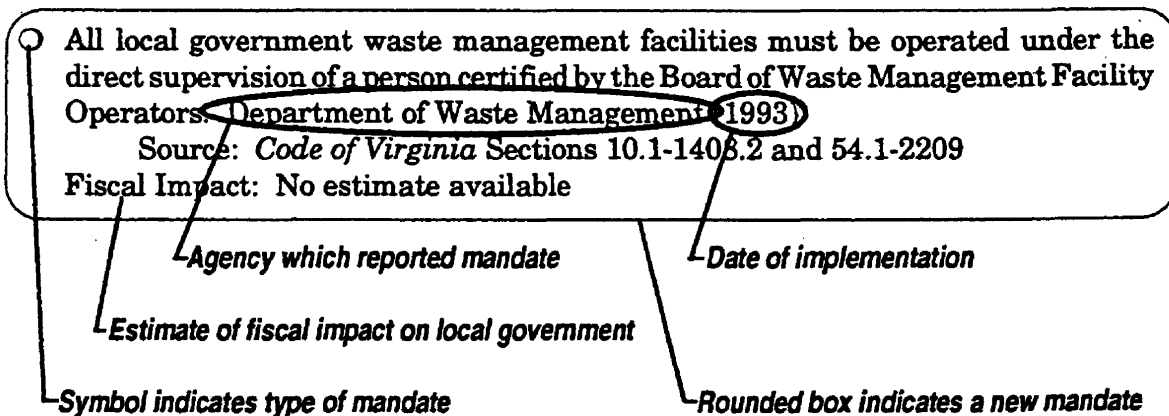 All local government waste management facilities must be operated under the
direct supervision of a person certified by the Board of Waste Management Facility
Operators. Department of Waste Management (1993)
Source: Code of Virginia Sections 10.1-1408.2 and 54.1-2209
Fiscal Impact: No estimate available
Agency which reported mandate
Date of implementation
Estimate of fiscal impact on local government
Symbol indicates type of mandate
Rounded box indicates a new mandate